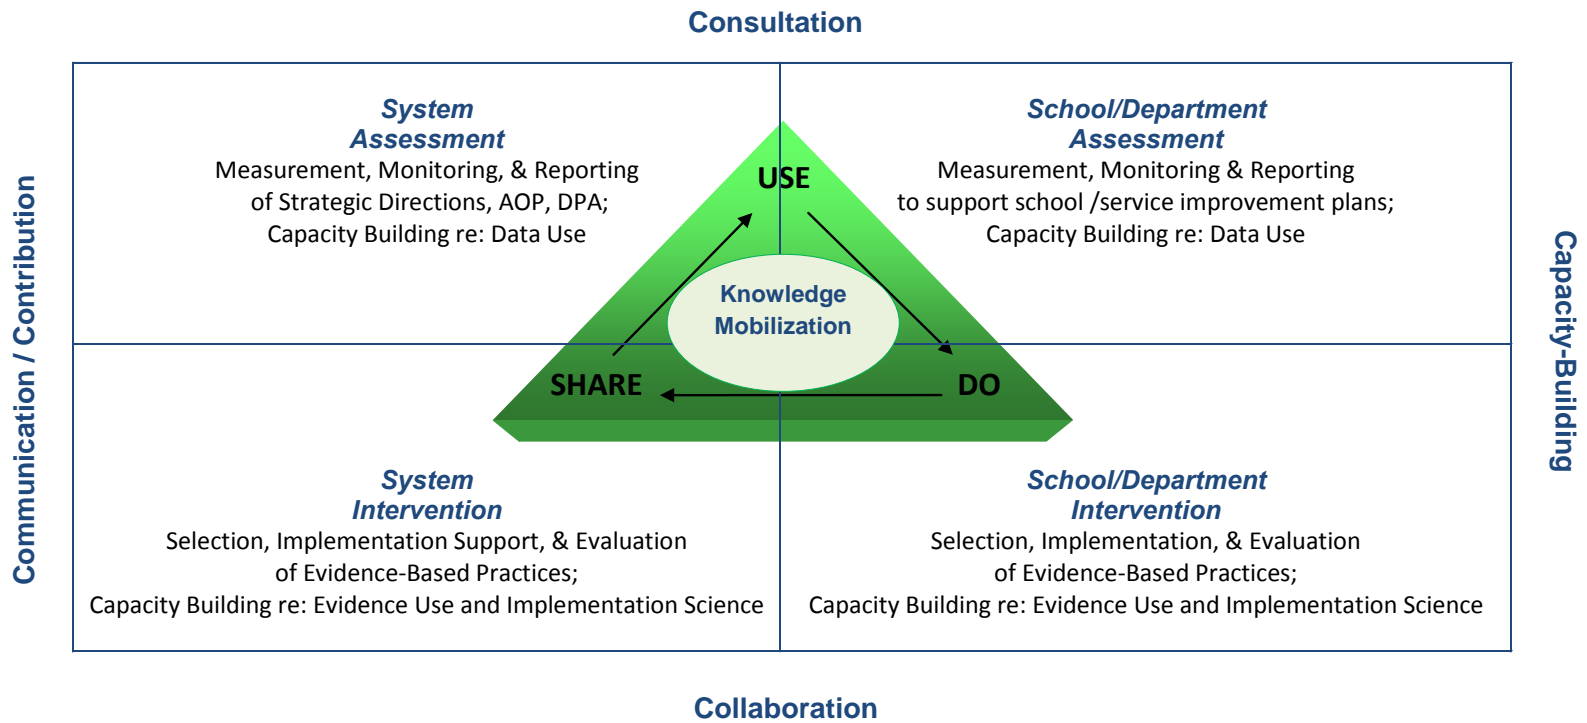 Consultation
System
Assessment
Measurement, Monitoring, & Reporting
of Strategic Directions, AOP, DPA;
Capacity Building re: Data Use
School/Department
Assessment
Measurement, Monitoring & Reporting
to support school /service improvement plans;
Capacity Building re: Data Use
Communication / Contribution
USE
Knowledge
Mobilization
SHARE
DO
Capacity-Building
System
Intervention
Selection, Implementation Support, & Evaluation
of Evidence-Based Practices;
Capacity Building re: Evidence Use and Implementation Science
School/Department
Intervention
Selection, Implementation, & Evaluation
of Evidence-Based Practices;
Capacity Building re: Evidence Use and Implementation Science
Collaboration